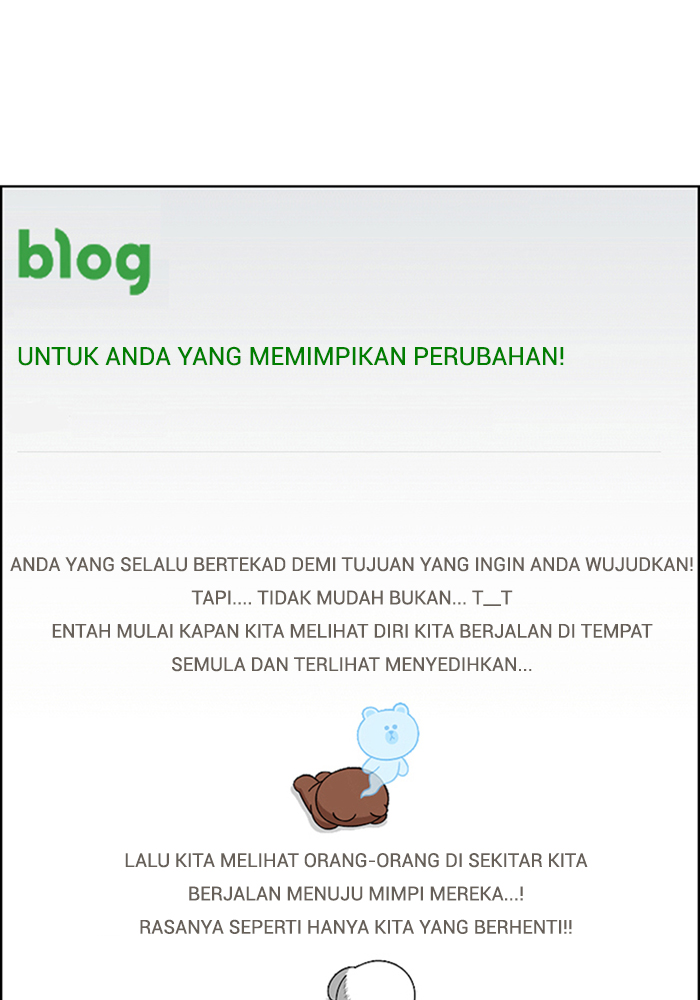 blog
UNTUK ANDA YANG MEMIMPIKAN PERUBAHAN!
ANDA YANG SELALU BERTEKAD DEMI TUJUAN YANG INGIN ANDA WUJUDKAN!
TAPI.... TIDAK MUDAH BUKAN... T__T
ENTAH MULAI KAPAN KITA MELIHAT DIRI KITA BERJALAN DI TEMPAT
SEMULA DAN TERLIHAT MENYEDIHKAN...
LALU KITA MELIHAT ORANG-ORANG DI SEKITAR KITA
BERJALAN MENUJU MIMPI MEREKA...!
RASANYA SEPERTI HANYA KITA YANG BERHENTI!!